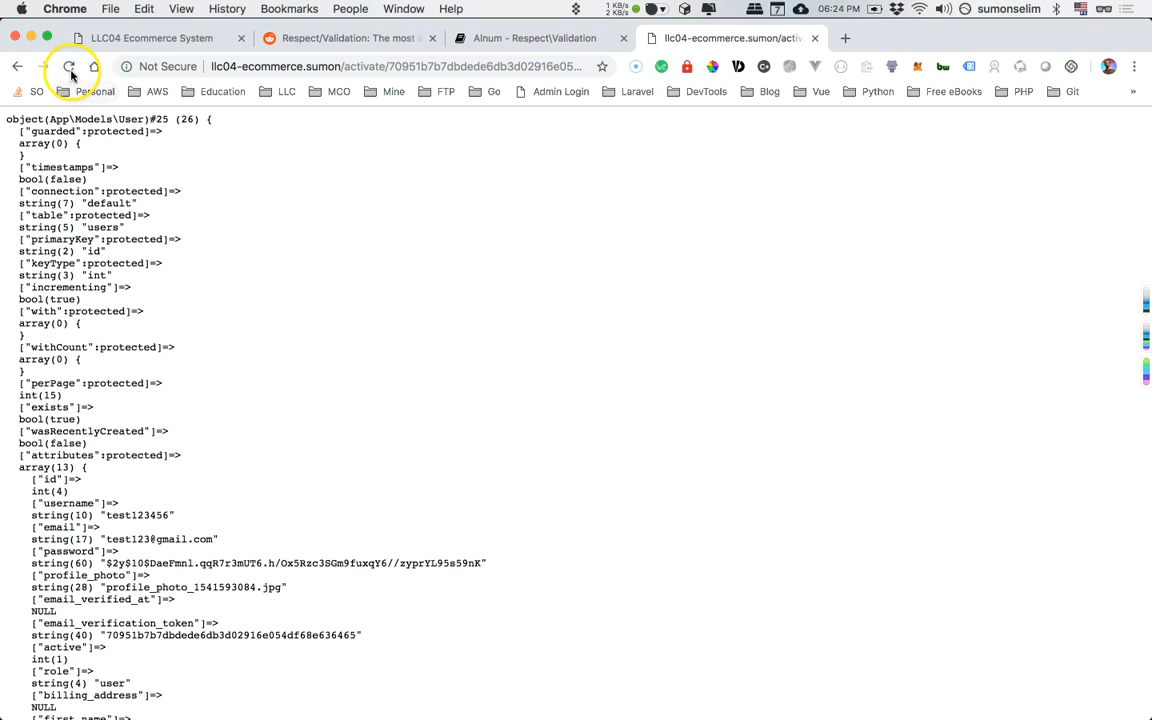 Chrome File Edit View History Bookmarks People Window Help 1 KB/s 2 KB/s 7 06:24 PM sumonselim
LLC04 Ecommerce System Respect/Validation: The most Alnum - Respect\Validation llc04-ecommerce.sumon/activ
Not Secure llc04-ecommerce.sumon/activate/70951b7b7dbdede6db3d02916e05...
SO Personal AWS Education LLC MCO Mine FTP Go Admin Login Laravel DevTools Blog Vue Python Free eBooks PHP Git »
object(App\Models\User)#25 (26) {
["guarded":protected]=>
array(0) {
}
["timestamps"]=>
bool(false)
["connection":protected]=>
string(7) "default"
["table":protected]=>
string(5) "users"
["primaryKey":protected]=>
string(2) "id"
["keyType":protected]=>
string(3) "int"
["incrementing"]=>
bool(true)
["with":protected]=>
array(0) {
}
["withCount":protected]=>
array(0) {
}
["perPage":protected]=>
int(15)
["exists"]=>
bool(true)
["wasRecentlyCreated"]=>
bool(false)
["attributes":protected]=>
array(13) {
["id"]=>
int(4)
["username"]=>
string(10) "test123456"
["email"]=>
string(17) "test123@gmail.com"
["password"]=>
string(60) "$2y$10$DaeFmnl.qqR7r3mUT6.h/Ox5Rzc3SGm9fuxqY6//zyprYL95s59nK"
["profile_photo"]=>
string(28) "profile_photo_1541593084.jpg"
["email_verified_at"]=>
NULL
["email_verification_token"]=>
string(40) "70951b7b7dbdede6db3d02916e054df68e636465"
["active"]=>
int(1)
["role"]=>
string(4) "user"
["billing_address"]=>
NULL
["first_name"]=>